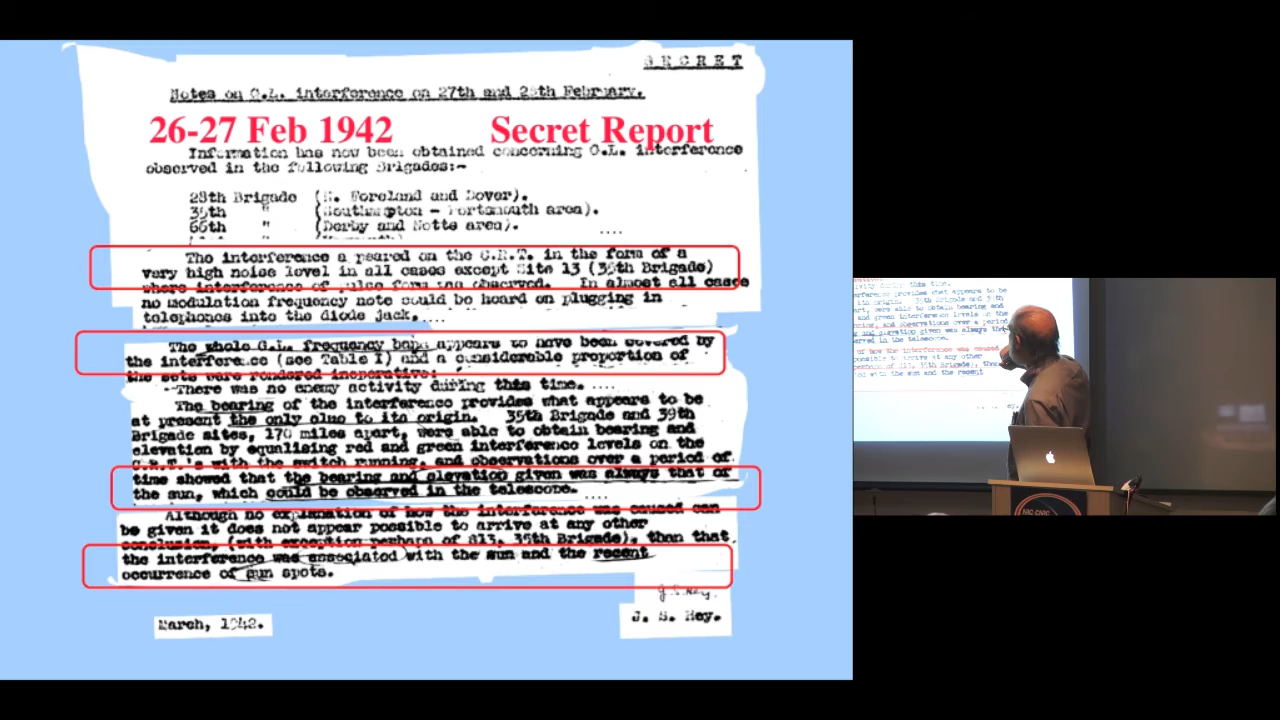 SECRET
Notes on G.L. interference on 27th and 28th February.
26-27 Feb 1942 Secret Report
Information has now been obtained concerning G.L. interference
observed in the following Brigades:-
28th Brigade (S. Foreland and Dover).
35th " (Southampton - Portsmouth area).
66th " (Derby and Notts area). ....
The interference a peared on the C.R.T. in the form of a
very high noise level in all cases except Site 13 (35th Brigade)
where interference of pulse form was observed. In almost all cases
no modulation frequency note could be heard on plugging in
telephones into the diode jack. ....
The whole G.L. frequency band appears to have been covered by
the interference (see Table I) and a considerable proportion of
the sets were rendered inoperative.
There was no enemy activity during this time. ....
The bearing of the interference provides what appears to be
at present the only clue to its origin. 35th Brigade and 39th
Brigade sites, 170 miles apart, were able to obtain bearing and
elevation by equalising red and green interference levels on the
C.R.T.'s with the switch running, and observations over a period of
time showed that the bearing and elevation given was always that of
the sun, which could be observed in the telescope. ....
Although no explanation of how the interference was caused can
be given it does not appear possible to arrive at any other
conclusion, (with exception perhaps of S13, 35th Brigade), than that
the interference was associated with the sun and the recent
occurrence of sun spots.
J. S. Hey.
March, 1942.
J. S. Hey.